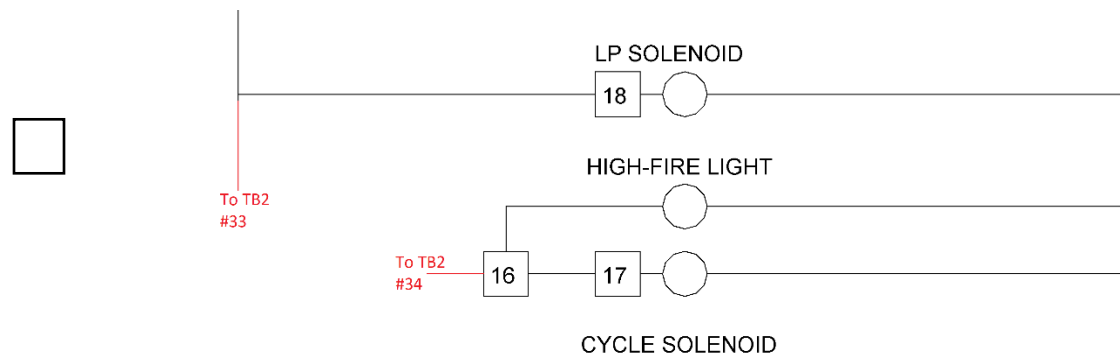 LP SOLENOID
18
HIGH-FIRE LIGHT
To TB2
#33
To TB2
#34
16
17
CYCLE SOLENOID